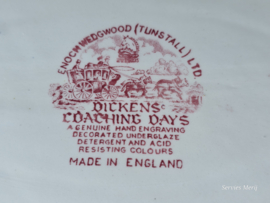 ENOCH WEDGWOOD (TUNSTALL) LTD.
DICKENS
COACHING DAYS
A GENUINE HAND ENGRAVING
DECORATED UNDERGLAZE
DETERGENT AND ACID
RESISTING COLOURS
MADE IN ENGLAND